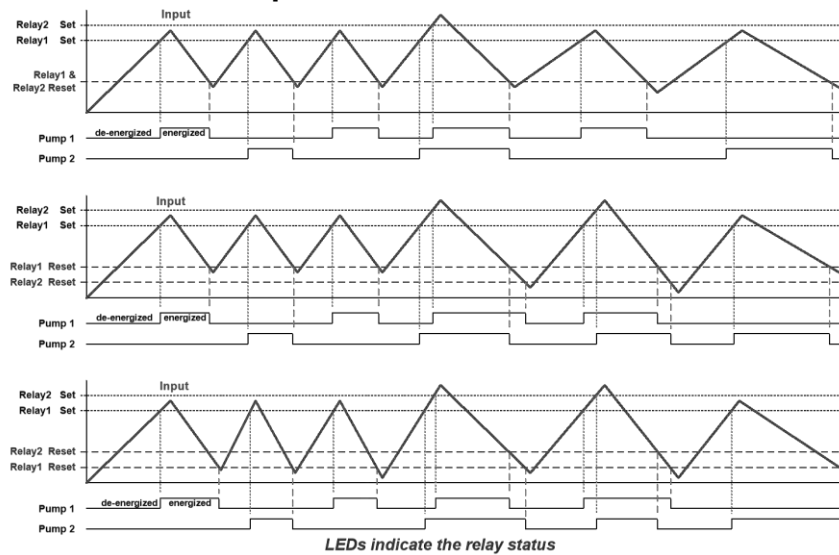 Input
Relay2 Set
Relay1 Set
Relay1 &
Relay2 Reset
de-energized energized
Pump 1
Pump 2
Input
Relay2 Set
Relay1 Set
Relay1 Reset
Relay2 Reset
de-energized energized
Pump 1
Pump 2
Input
Relay2 Set
Relay1 Set
Relay2 Reset
Relay1 Reset
de-energized energized
Pump 1
Pump 2
LEDs indicate the relay status